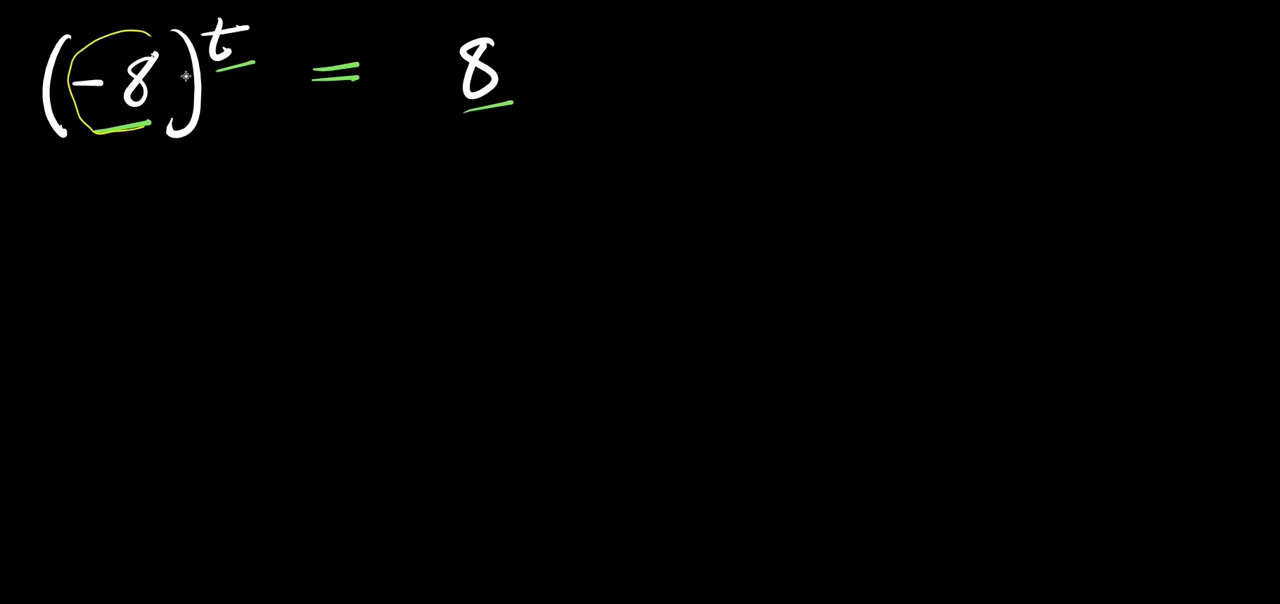 (-8)^t = 8